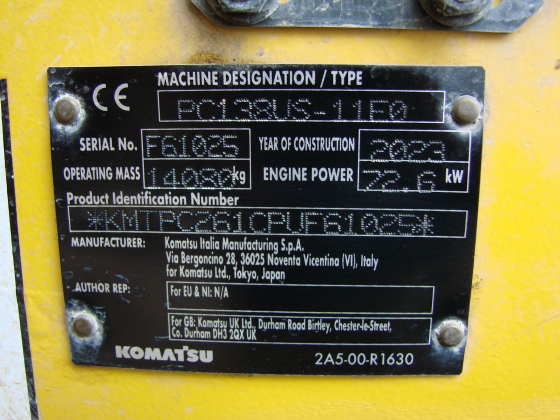 CE
MACHINE DESIGNATION / TYPE
PC138US-11E0
SERIAL No. F61025 YEAR OF CONSTRUCTION 2023
OPERATING MASS 14080 kg ENGINE POWER 72.6 kW
Product Identification Number
*KMTPC261CPUF61025*
MANUFACTURER: Komatsu Italia Manufacturing S.p.A.
Via Bergoncino 28, 36025 Noventa Vicentina (VI), Italy
for Komatsu Ltd., Tokyo, Japan
AUTHOR REP: For EU & NI: N/A
For GB: Komatsu UK Ltd., Durham Road Birtley, Chester-le-Street,
Co. Durham DH3 2QX UK
KOMATSU 2A5-00-R1630